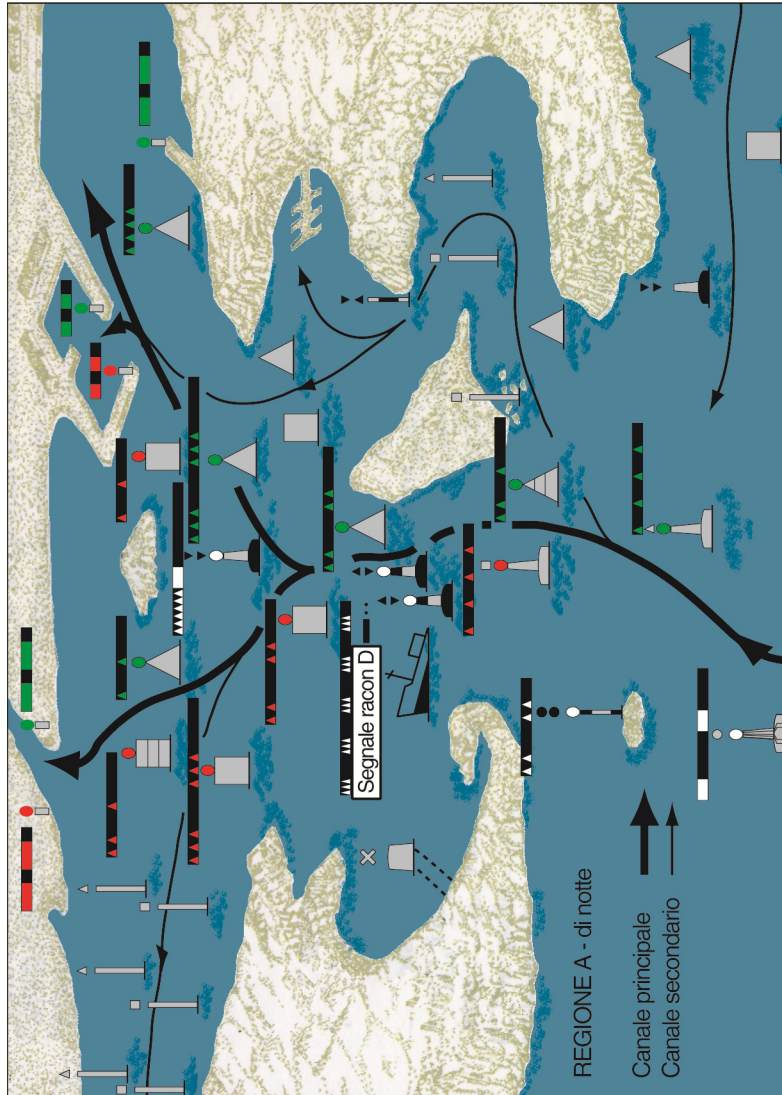 Segnale racon D
REGIONE A - di notte
Canale principale
Canale secondario